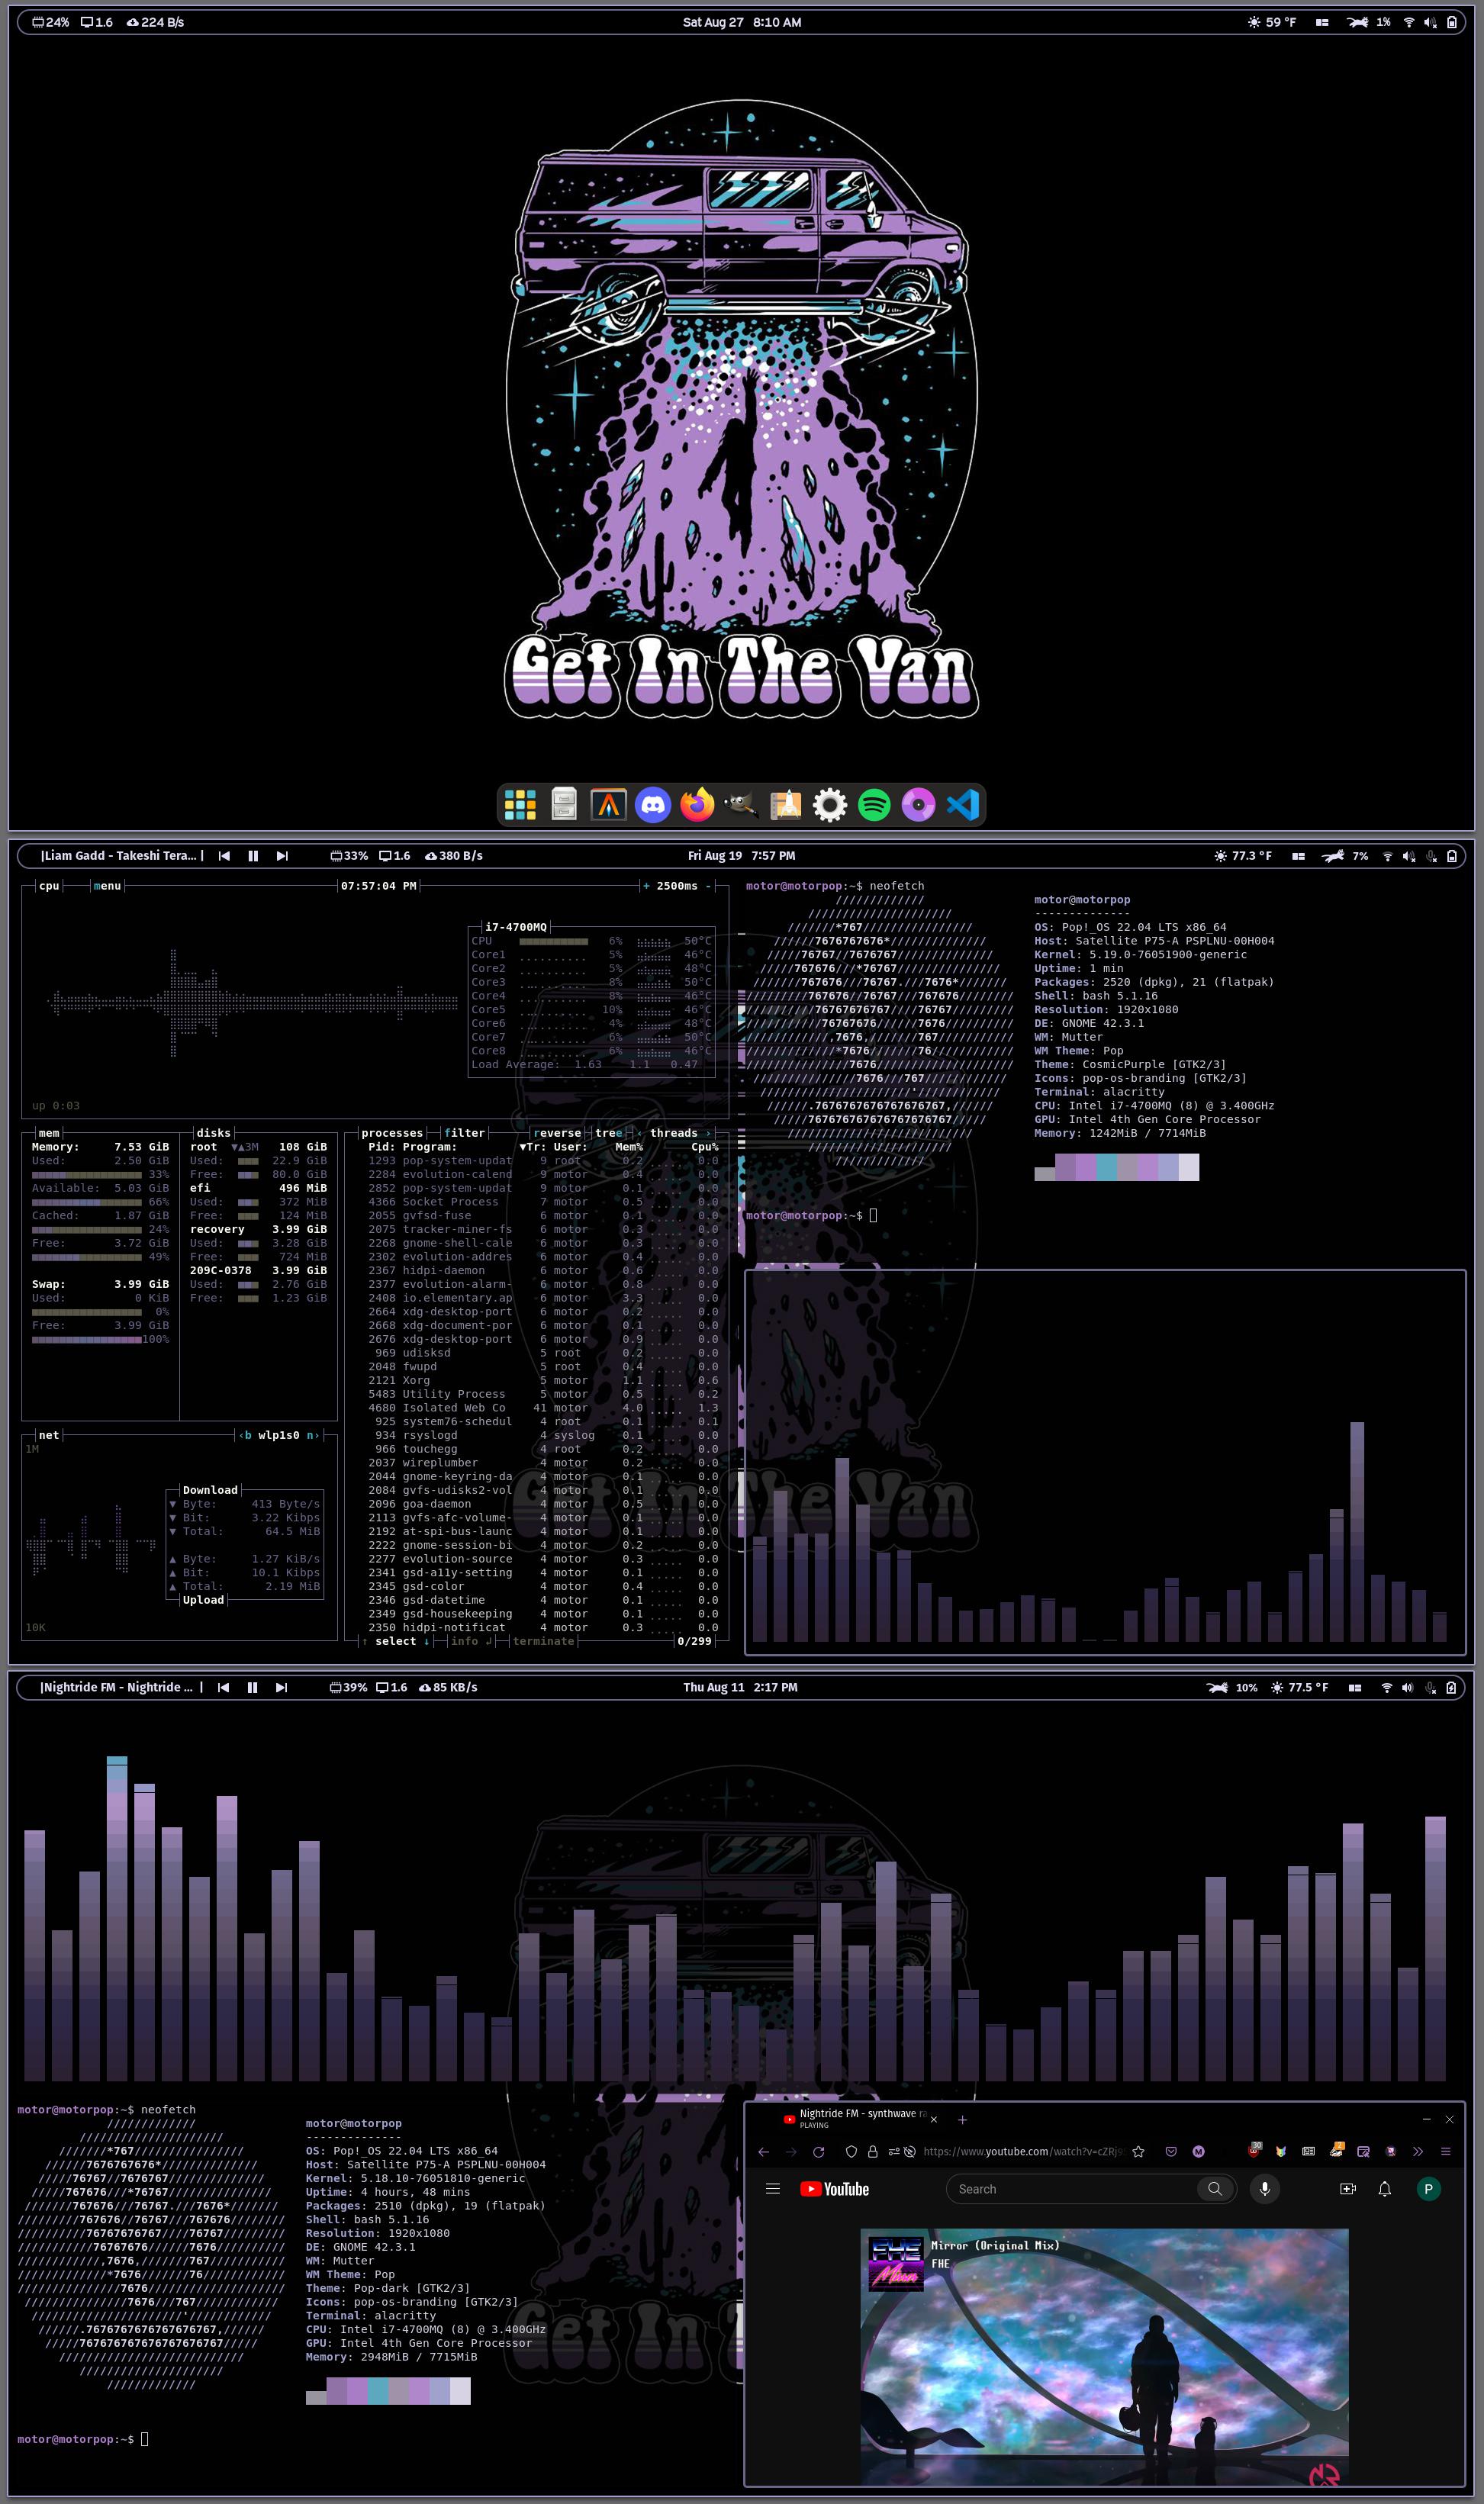 24% 1.6 224 B/s Sat Aug 27 8:10 AM 59 °F 1%
Get In The Van
|Liam Gadd - Takeshi Tera... | 33% 1.6 380 B/s Fri Aug 19 7:57 PM 77.3 °F 7%
cpu menu 07:57:04 PM + 2500ms -
i7-4700MQ
CPU 6% 50°C
Core1 5% 46°C
Core2 5% 48°C
Core3 8% 50°C
Core4 8% 46°C
Core5 10% 46°C
Core6 4% 48°C
Core7 6% 50°C
Core8 6% 46°C
Load Average: 1.63 1.1 0.47
up 0:03
mem
Memory: 7.53 GiB
Used: 2.50 GiB
33%
Available: 5.03 GiB
66%
Cached: 1.87 GiB
24%
Free: 3.72 GiB
49%
Swap: 3.99 GiB
Used: 0 KiB
0%
Free: 3.99 GiB
100%
disks
root ▼▲3M 108 GiB
Used: 22.9 GiB
Free: 80.0 GiB
efi 496 MiB
Used: 372 MiB
Free: 124 MiB
recovery 3.99 GiB
Used: 3.28 GiB
Free: 724 MiB
209C-0378 3.99 GiB
Used: 2.76 GiB
Free: 1.23 GiB
net ‹b wlp1s0 n›
1M
Download
▼ Byte: 413 Byte/s
▼ Bit: 3.22 Kibps
▼ Total: 64.5 MiB
▲ Byte: 1.27 KiB/s
▲ Bit: 10.1 Kibps
▲ Total: 2.19 MiB
Upload
10K
processes filter reverse tree ‹ threads ›
Pid: Program: ▼Tr: User: Mem% Cpu%
1293 pop-system-updat 9 root 0.2 0.0
2284 evolution-calend 9 motor 0.4 0.0
2852 pop-system-updat 9 motor 0.1 0.0
4366 Socket Process 7 motor 0.5 0.0
2055 gvfsd-fuse 6 motor 0.1 0.0
2075 tracker-miner-fs 6 motor 0.3 0.0
2268 gnome-shell-cale 6 motor 0.3 0.0
2302 evolution-addres 6 motor 0.4 0.0
2367 hidpi-daemon 6 motor 0.6 0.0
2377 evolution-alarm- 6 motor 0.8 0.0
2408 io.elementary.ap 6 motor 3.3 0.0
2664 xdg-desktop-port 6 motor 0.2 0.0
2668 xdg-document-por 6 motor 0.1 0.0
2676 xdg-desktop-port 6 motor 0.9 0.0
969 udisksd 5 root 0.2 0.0
2048 fwupd 5 root 0.4 0.0
2121 Xorg 5 motor 1.1 0.6
5483 Utility Process 5 motor 0.5 0.2
4680 Isolated Web Co 41 motor 4.0 1.3
925 system76-schedul 4 root 0.1 0.1
934 rsyslogd 4 syslog 0.1 0.0
966 touchegg 4 root 0.2 0.0
2037 wireplumber 4 motor 0.2 0.0
2044 gnome-keyring-da 4 motor 0.1 0.0
2084 gvfs-udisks2-vol 4 motor 0.1 0.0
2096 goa-daemon 4 motor 0.5 0.0
2113 gvfs-afc-volume- 4 motor 0.1 0.0
2192 at-spi-bus-launc 4 motor 0.1 0.0
2222 gnome-session-bi 4 motor 0.2 0.0
2277 evolution-source 4 motor 0.3 0.0
2341 gsd-a11y-setting 4 motor 0.1 0.0
2345 gsd-color 4 motor 0.4 0.0
2346 gsd-datetime 4 motor 0.1 0.0
2349 gsd-housekeeping 4 motor 0.1 0.0
2350 hidpi-notificat 4 motor 0.3 0.0
↑ select ↓ info ↲ terminate 0/299
motor@motorpop:~$ neofetch
motor@motorpop
--------------
OS: Pop!_OS 22.04 LTS x86_64
Host: Satellite P75-A PSPLNU-00H004
Kernel: 5.19.0-76051900-generic
Uptime: 1 min
Packages: 2520 (dpkg), 21 (flatpak)
Shell: bash 5.1.16
Resolution: 1920x1080
DE: GNOME 42.3.1
WM: Mutter
WM Theme: Pop
Theme: CosmicPurple [GTK2/3]
Icons: pop-os-branding [GTK2/3]
Terminal: alacritty
CPU: Intel i7-4700MQ (8) @ 3.400GHz
GPU: Intel 4th Gen Core Processor
Memory: 1242MiB / 7714MiB
motor@motorpop:~$
Get In The Van
|Nightride FM - Nightride ... | 39% 1.6 85 KB/s Thu Aug 11 2:17 PM 10% 77.5 °F
motor@motorpop:~$ neofetch
motor@motorpop
--------------
OS: Pop!_OS 22.04 LTS x86_64
Host: Satellite P75-A PSPLNU-00H004
Kernel: 5.18.10-76051810-generic
Uptime: 4 hours, 48 mins
Packages: 2510 (dpkg), 19 (flatpak)
Shell: bash 5.1.16
Resolution: 1920x1080
DE: GNOME 42.3.1
WM: Mutter
WM Theme: Pop
Theme: Pop-dark [GTK2/3]
Icons: pop-os-branding [GTK2/3]
Terminal: alacritty
CPU: Intel i7-4700MQ (8) @ 3.400GHz
GPU: Intel 4th Gen Core Processor
Memory: 2948MiB / 7715MiB
motor@motorpop:~$
Get In T
Nightride FM - synthwave ra
PLAYING
https://www.youtube.com/watch?v=cZRj9
30 2
YouTube Search P
FHE
Mirror (Original Mix)
FHE